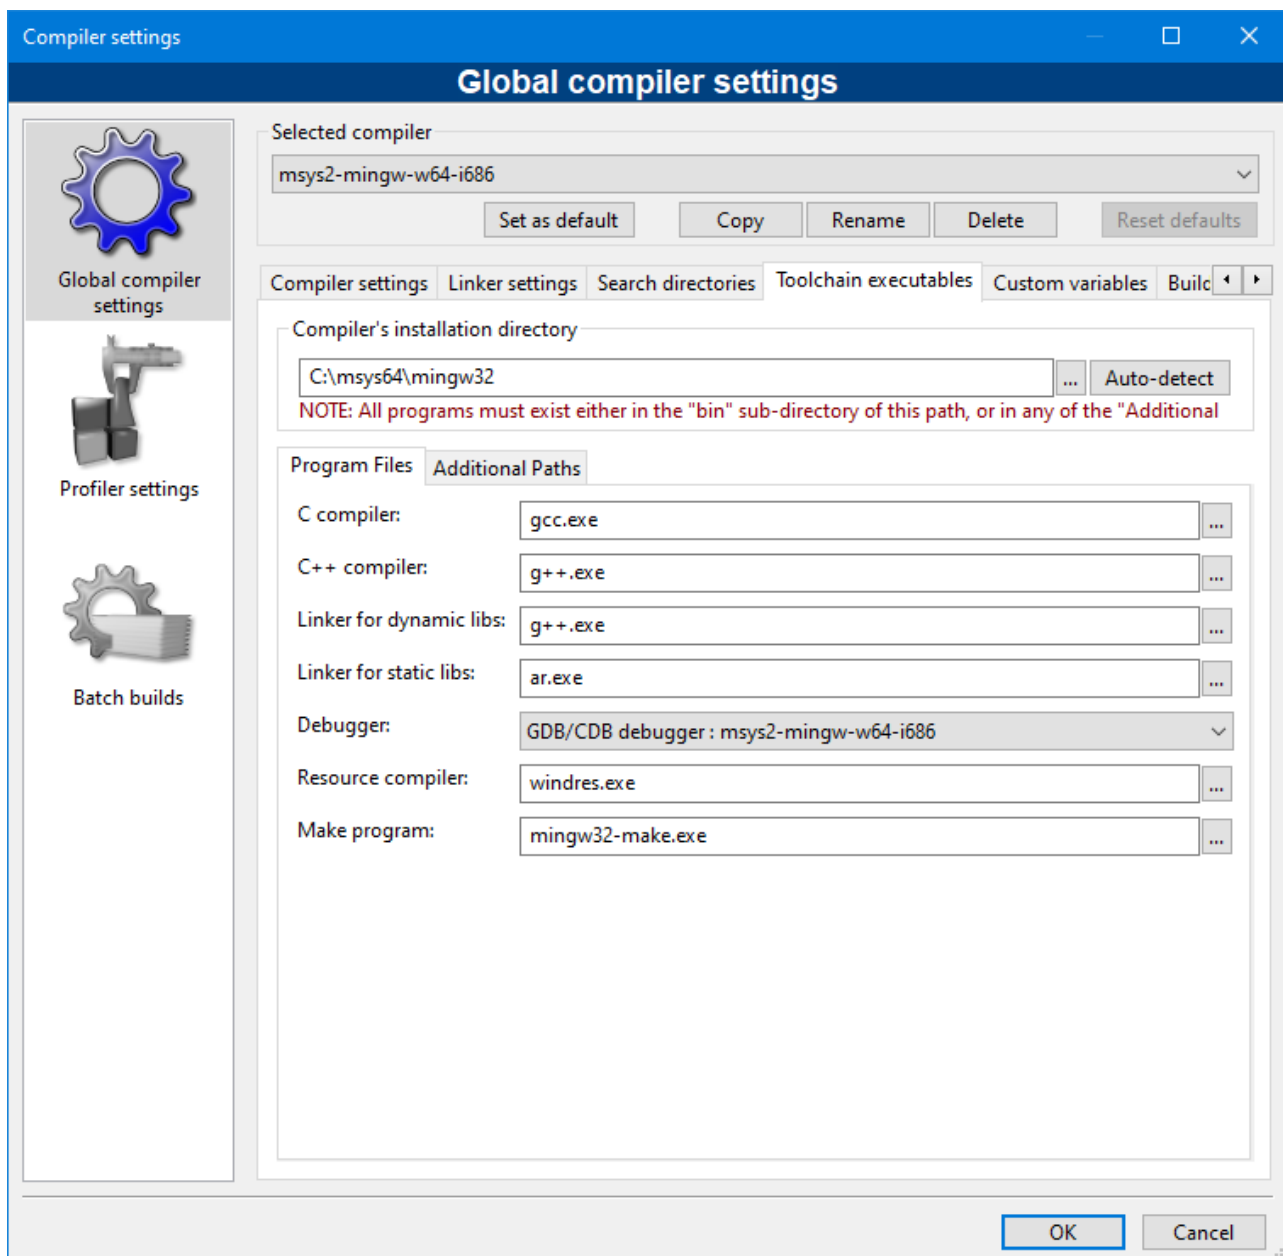 Compiler settings
Global compiler settings
Global compiler
settings
Profiler settings
Batch builds
Selected compiler
msys2-mingw-w64-i686
Set as default Copy Rename Delete Reset defaults
Compiler settings Linker settings Search directories Toolchain executables Custom variables Build
Compiler's installation directory
C:\msys64\mingw32 ... Auto-detect
NOTE: All programs must exist either in the "bin" sub-directory of this path, or in any of the "Additional
Program Files Additional Paths
C compiler: gcc.exe ...
C++ compiler: g++.exe ...
Linker for dynamic libs: g++.exe ...
Linker for static libs: ar.exe ...
Debugger: GDB/CDB debugger : msys2-mingw-w64-i686
Resource compiler: windres.exe ...
Make program: mingw32-make.exe ...
OK Cancel